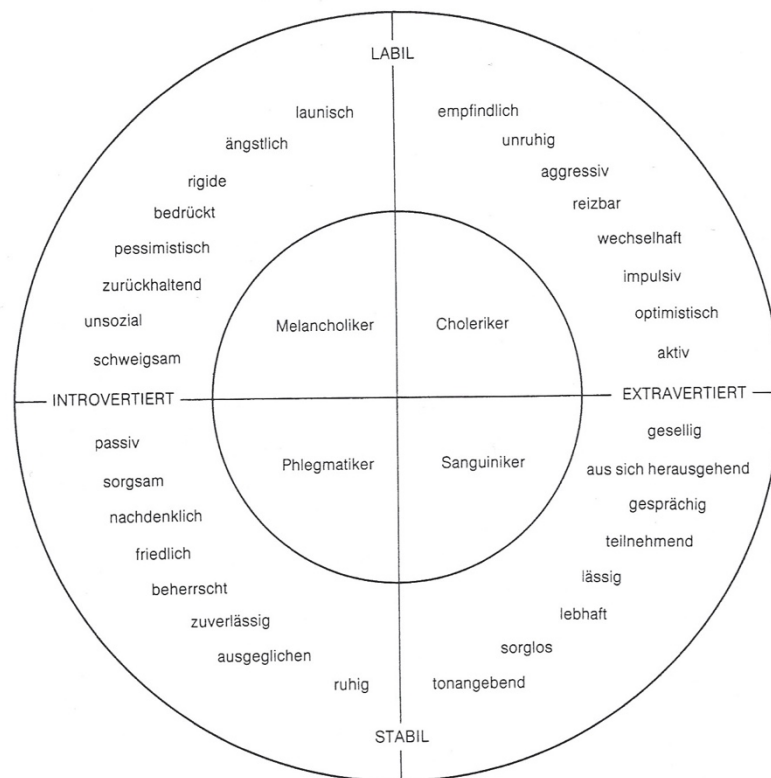 LABIL
launisch
ängstlich
rigide
bedrückt
pessimistisch
zurückhaltend
unsozial
schweigsam
empfindlich
unruhig
aggressiv
reizbar
wechselhaft
impulsiv
optimistisch
aktiv
Melancholiker
Choleriker
INTROVERTIERT
EXTRAVERTIERT
Phlegmatiker
Sanguiniker
passiv
sorgsam
nachdenklich
friedlich
beherrscht
zuverlässig
ausgeglichen
ruhig
gesellig
aus sich herausgehend
gesprächig
teilnehmend
lässig
lebhaft
sorglos
tonangebend
STABIL